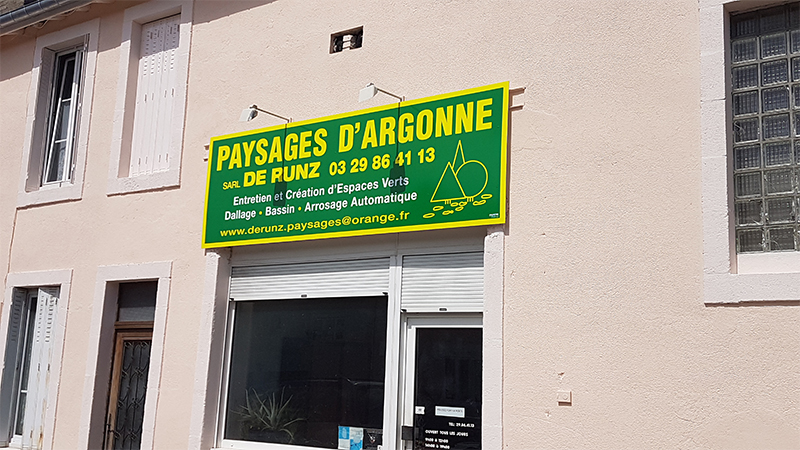 PAYSAGES D'ARGONNE
SARL DE RUNZ 03 29 86 41 13
Entretien et Création d'Espaces Verts
Dallage • Bassin • Arrosage Automatique
www.derunz.paysages@orange.fr
OUVERT TOUS LES JOURS